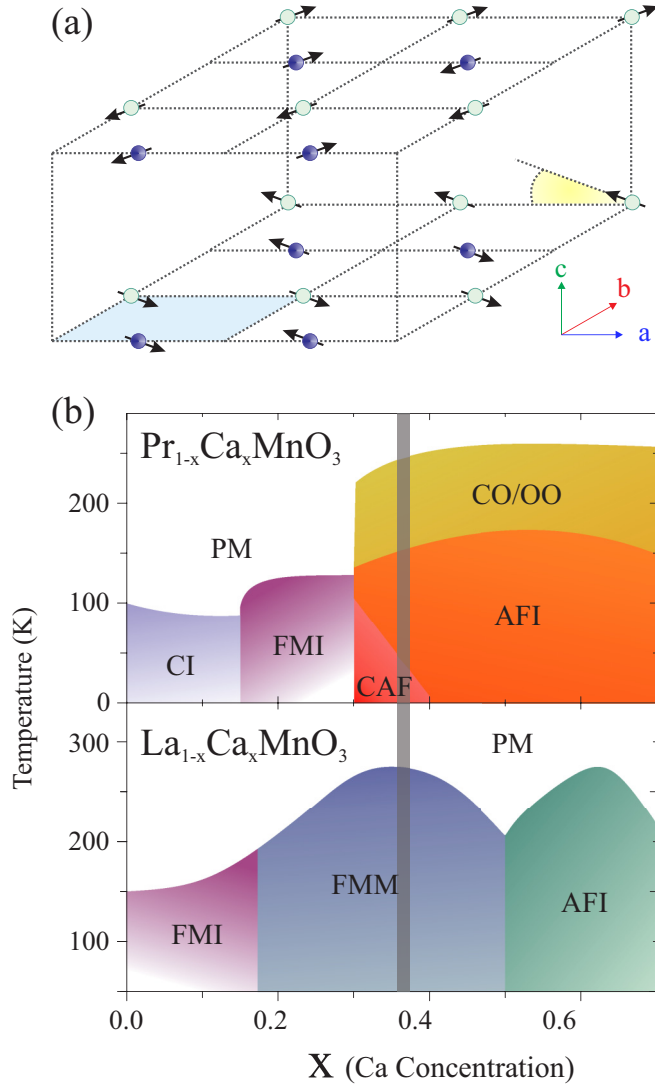 (a)
c
b
a
(b)
Pr₁₋ₓCaₓMnO₃
CO/OO
PM
AFI
FMI
CI
CAF
200
100
0
La₁₋ₓCaₓMnO₃
PM
FMM
AFI
FMI
300
200
100
Temperature (K)
0.0 0.2 0.4 0.6
X (Ca Concentration)